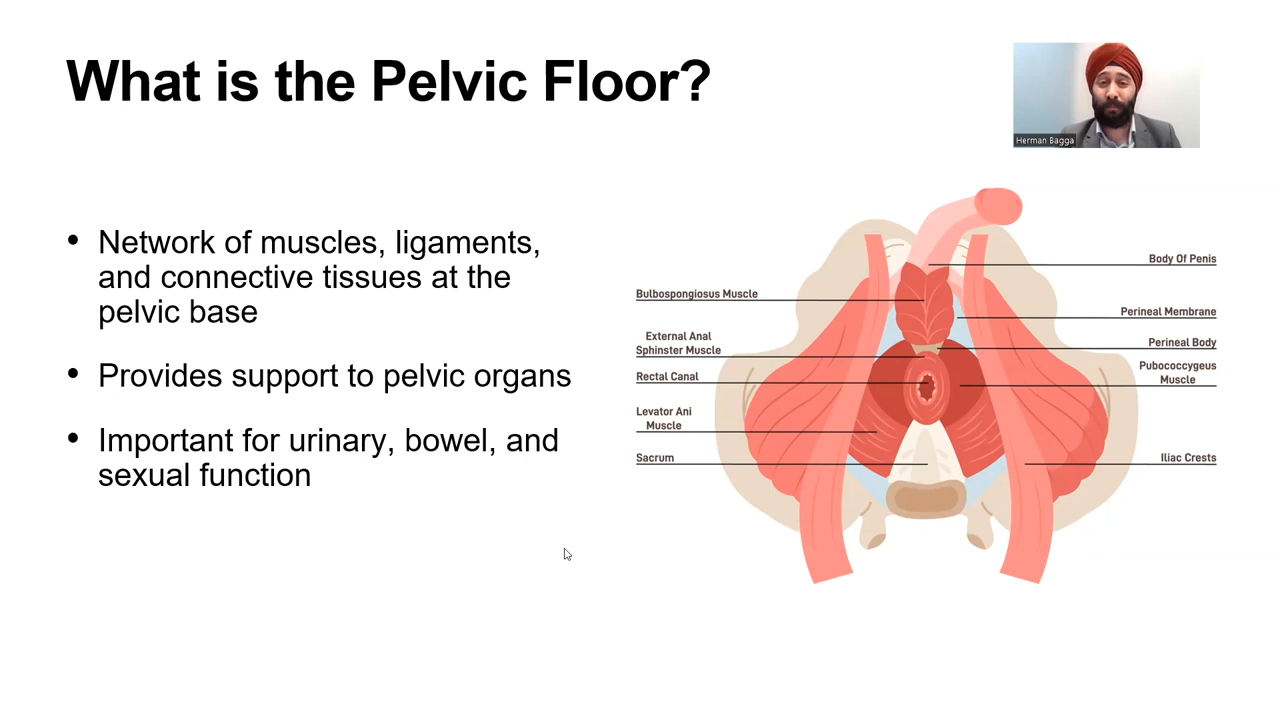 What is the Pelvic Floor?
Herman Bagga
• Network of muscles, ligaments,
and connective tissues at the
pelvic base
• Provides support to pelvic organs
• Important for urinary, bowel, and
sexual function
Body Of Penis
Bulbospongiosus Muscle
Perineal Membrane
External Anal
Sphinster Muscle
Perineal Body
Rectal Canal
Pubococcygeus
Muscle
Levator Ani
Muscle
Sacrum
Iliac Crests